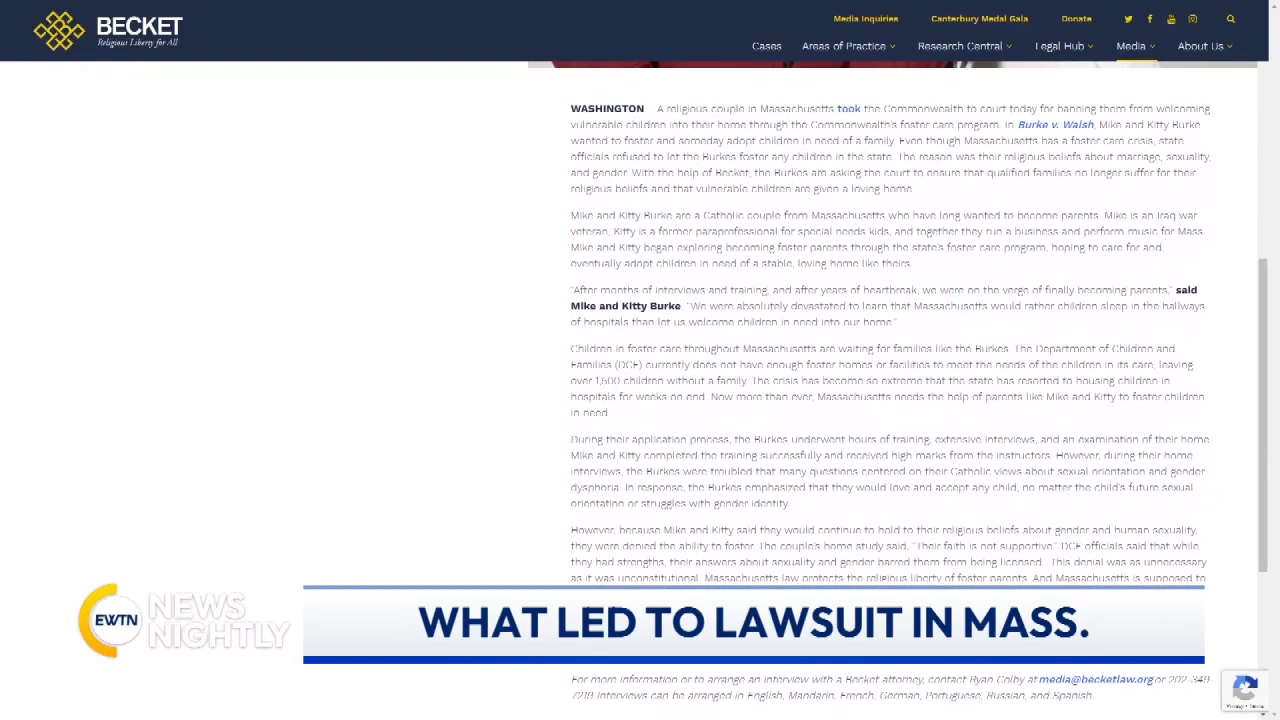 BECKET
Religious Liberty for All
Media Inquiries Canterbury Medal Gala Donate
Cases Areas of Practice Research Central Legal Hub Media About Us
WASHINGTON – A religious couple in Massachusetts took the Commonwealth to court today for banning them from welcoming
vulnerable children into their home through the Commonwealth's foster care program. In Burke v. Walsh, Mike and Kitty Burke
wanted to foster and someday adopt children in need of a family. Even though Massachusetts has a foster care crisis, state
officials refused to let the Burkes foster any children in the state. The reason was their religious beliefs about marriage, sexuality,
and gender. With the help of Becket, the Burkes are asking the court to ensure that qualified families no longer suffer for their
religious beliefs and that vulnerable children are given a loving home.
Mike and Kitty Burke are a Catholic couple from Massachusetts who have long wanted to become parents. Mike is an Iraq war
veteran, Kitty is a former paraprofessional for special needs kids, and together they run a business and perform music for Mass.
Mike and Kitty began exploring becoming foster parents through the state's foster care program, hoping to care for and
eventually adopt children in need of a stable, loving home like theirs.
"After months of interviews and training, and after years of heartbreak, we were on the verge of finally becoming parents," said
Mike and Kitty Burke. "We were absolutely devastated to learn that Massachusetts would rather children sleep in the hallways
of hospitals than let us welcome children in need into our home."
Children in foster care throughout Massachusetts are waiting for families like the Burkes. The Department of Children and
Families (DCF) currently does not have enough foster homes or facilities to meet the needs of the children in its care, leaving
over 1,500 children without a family. The crisis has become so extreme that the state has resorted to housing children in
hospitals for weeks on end. Now more than ever, Massachusetts needs the help of parents like Mike and Kitty to foster children
in need.
During their application process, the Burkes underwent hours of training, extensive interviews, and an examination of their home.
Mike and Kitty completed the training successfully and received high marks from the instructors. However, during their home
interviews, the Burkes were troubled that many questions centered on their Catholic views about sexual orientation and gender
dysphoria. In response, the Burkes emphasized that they would love and accept any child, no matter the child's future sexual
orientation or struggles with gender identity.
However, because Mike and Kitty said they would continue to hold to their religious beliefs about gender and human sexuality,
they were denied the ability to foster. The couple's home study said, "Their faith is not supportive." DCF officials said that while
they had strengths, their answers about sexuality and gender barred them from being licensed. This denial was as unnecessary
as it was unconstitutional. Massachusetts law protects the religious liberty of foster parents. And Massachusetts is supposed to
EWTN NEWS NIGHTLY
WHAT LED TO LAWSUIT IN MASS.
For more information or to arrange an interview with a Becket attorney, contact Ryan Colby at media@becketlaw.org or 202-349-
7219. Interviews can be arranged in English, Mandarin, French, German, Portuguese, Russian, and Spanish.
Privacy - Terms